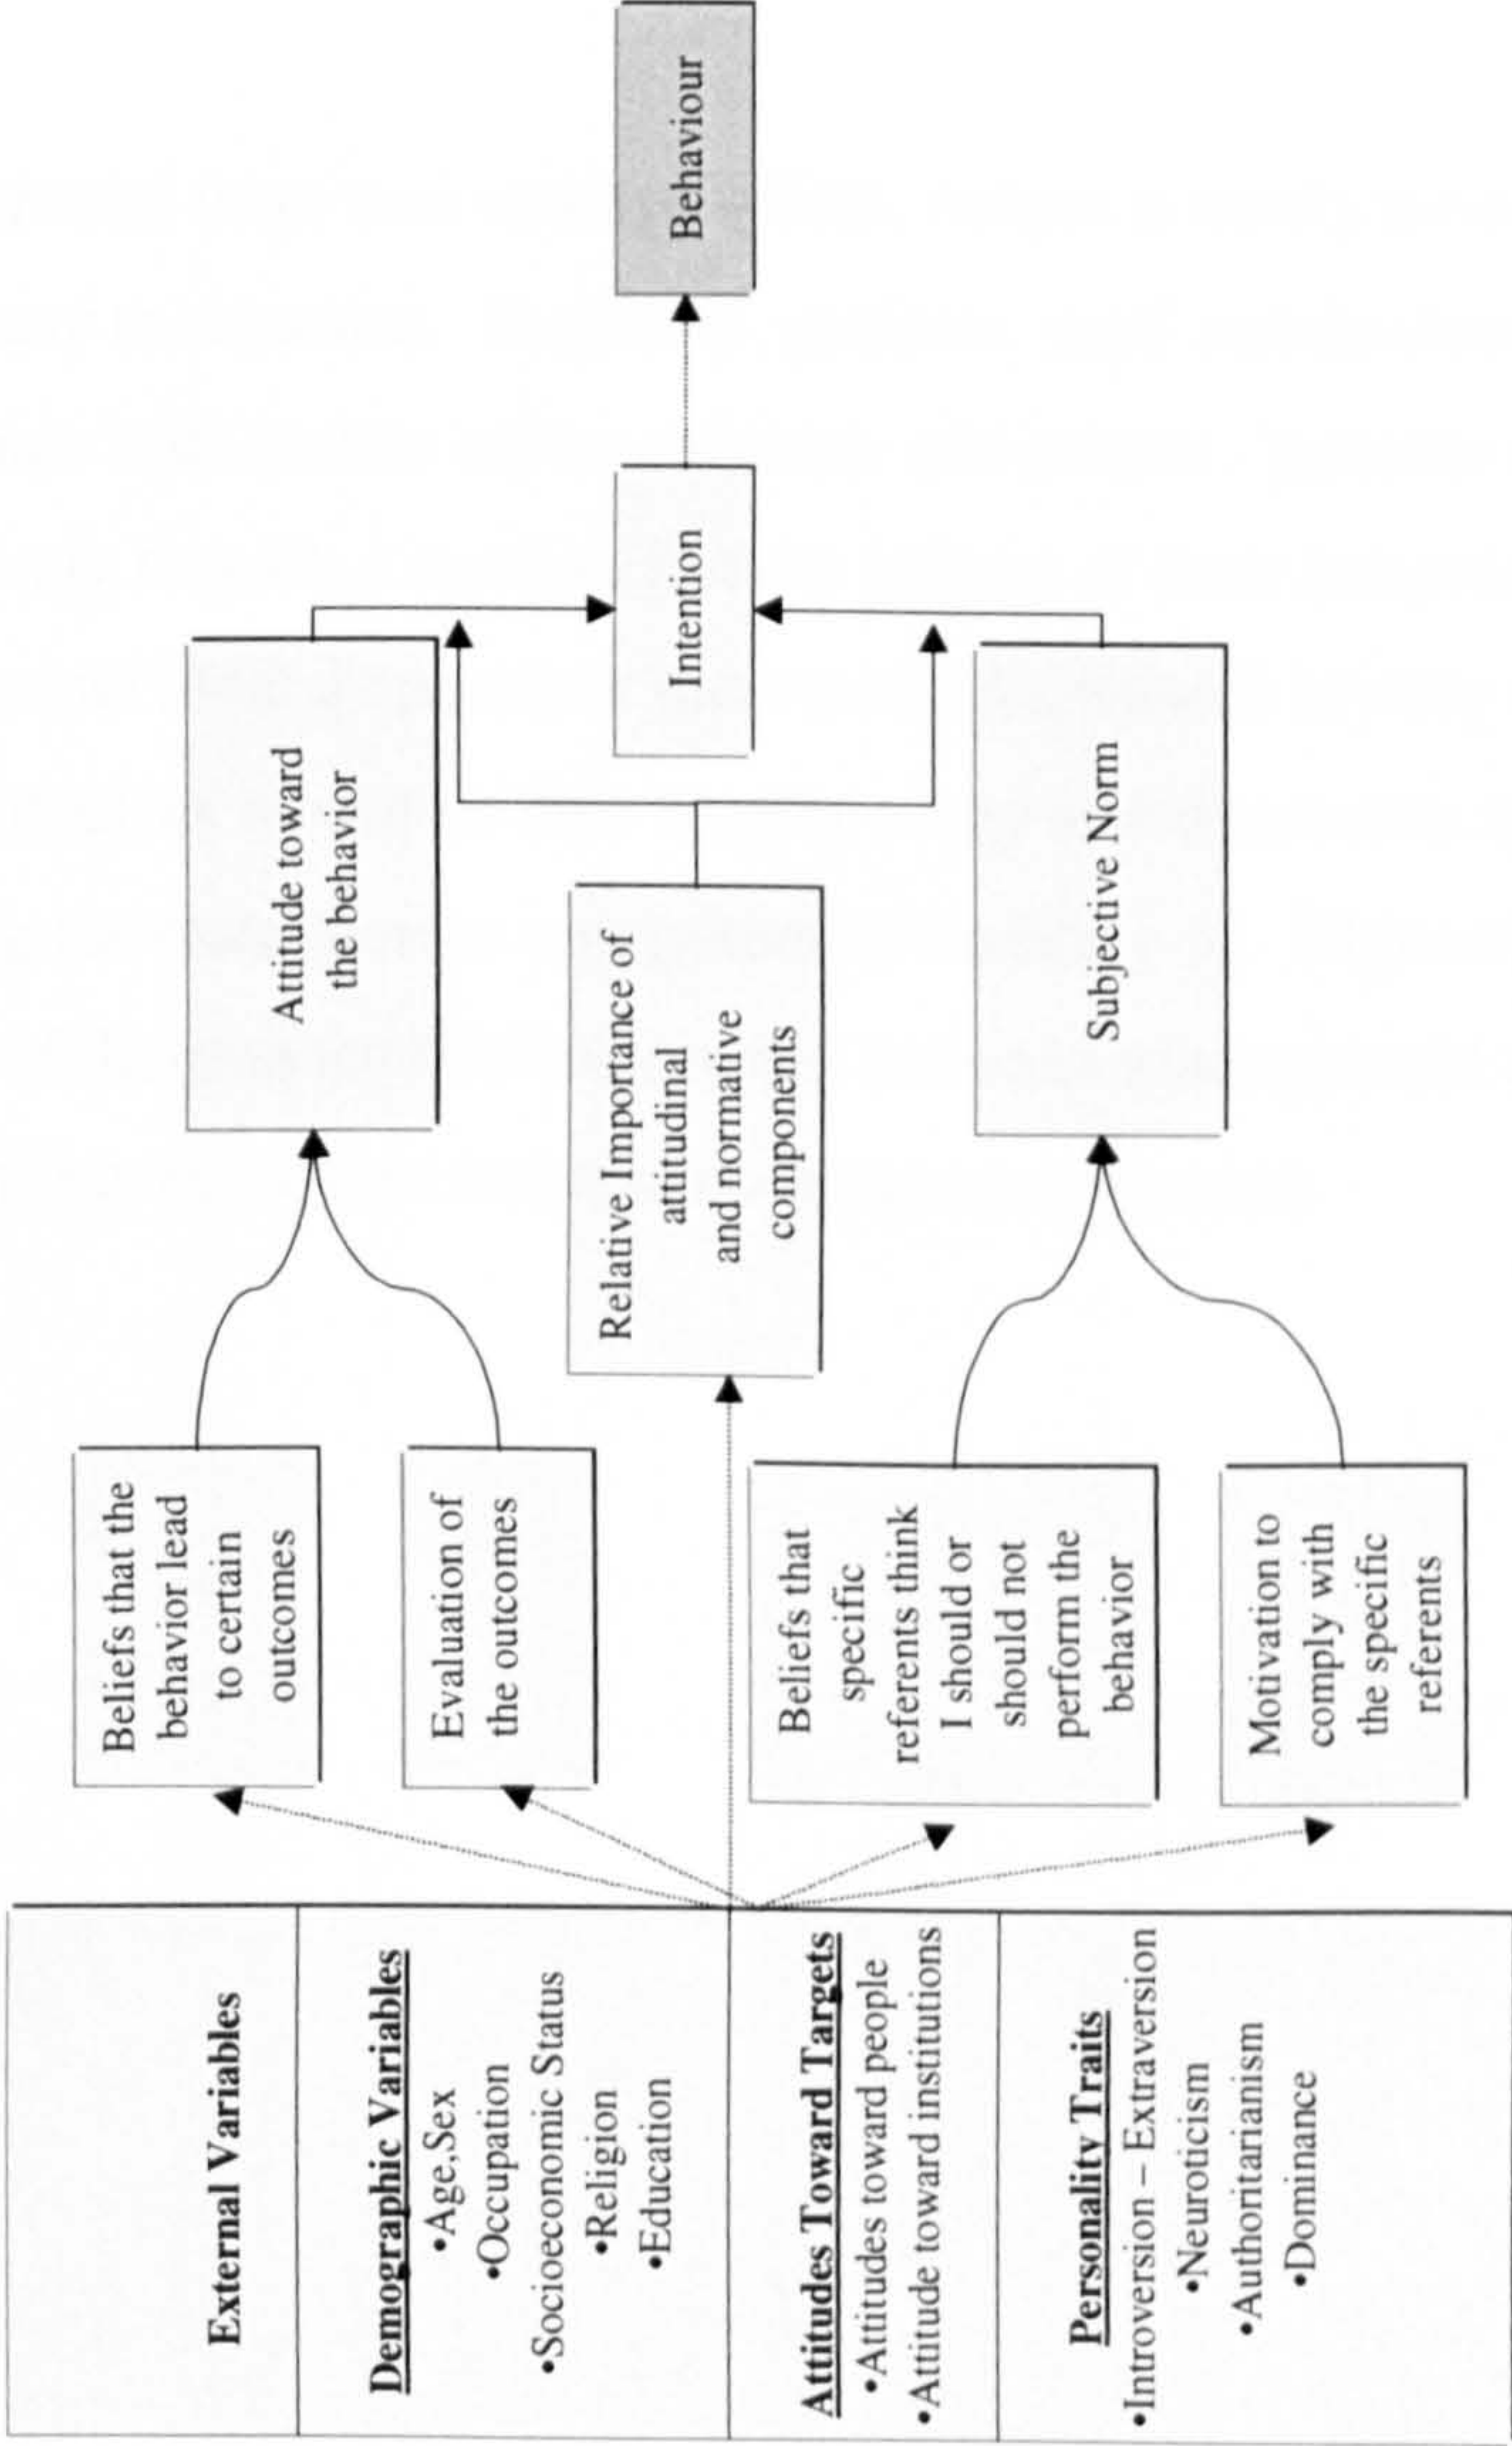 External Variables
Demographic Variables
•Age,Sex
•Occupation
•Socioeconomic Status
•Religion
•Education
Attitudes Toward Targets
•Attitudes toward people
•Attitude toward institutions
Personality Traits
•Introversion – Extraversion
•Neuroticism
•Authoritarianism
•Dominance
Beliefs that the
behavior lead
to certain
outcomes
Evaluation of
the outcomes
Beliefs that
specific
referents think
I should or
should not
perform the
behavior
Motivation to
comply with
the specific
referents
Attitude toward
the behavior
Relative Importance of
attitudinal
and normative
components
Subjective Norm
Intention
Behaviour